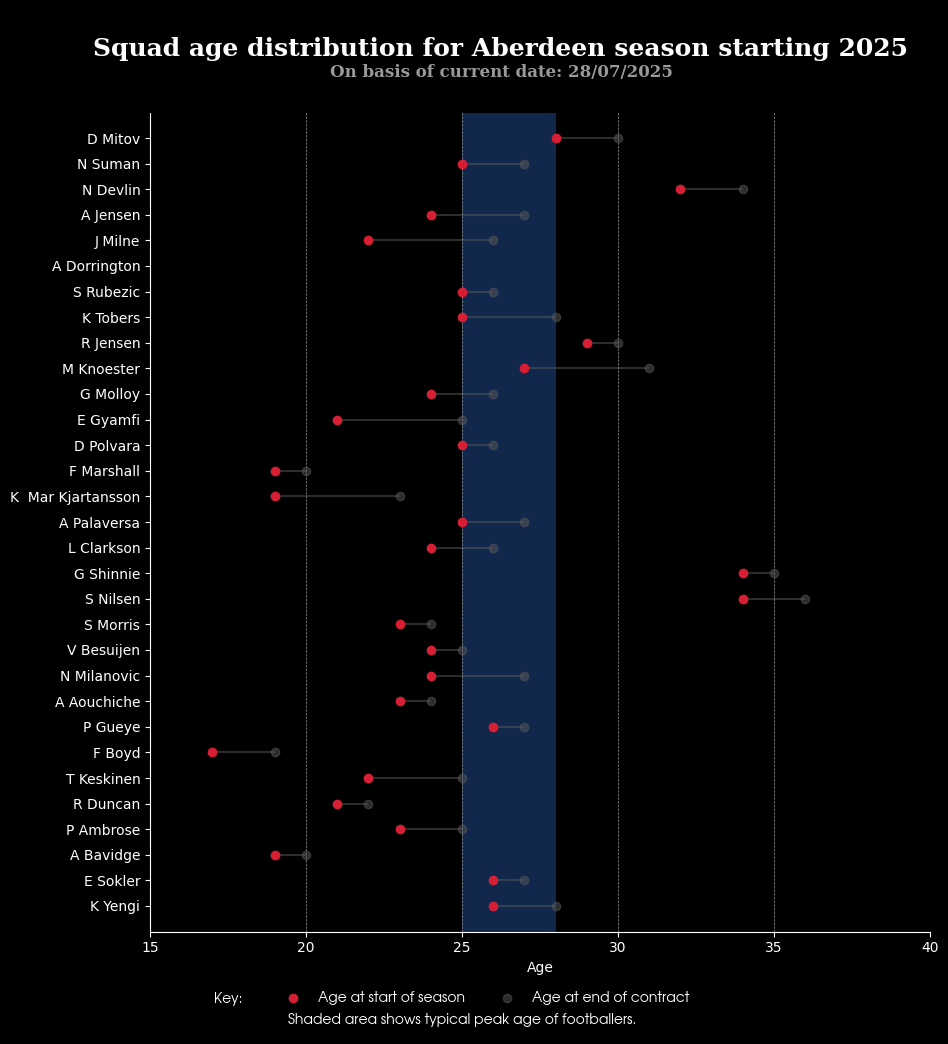 Squad age distribution for Aberdeen season starting 2025
On basis of current date: 28/07/2025
D Mitov
N Suman
N Devlin
A Jensen
J Milne
A Dorrington
S Rubezic
K Tobers
R Jensen
M Knoester
G Molloy
E Gyamfi
D Polvara
F Marshall
K  Mar Kjartansson
A Palaversa
L Clarkson
G Shinnie
S Nilsen
S Morris
V Besuijen
N Milanovic
A Aouchiche
P Gueye
F Boyd
T Keskinen
R Duncan
P Ambrose
A Bavidge
E Sokler
K Yengi
15 20 25 30 35 40
Age
Key: Age at start of season Age at end of contract
Shaded area shows typical peak age of footballers.